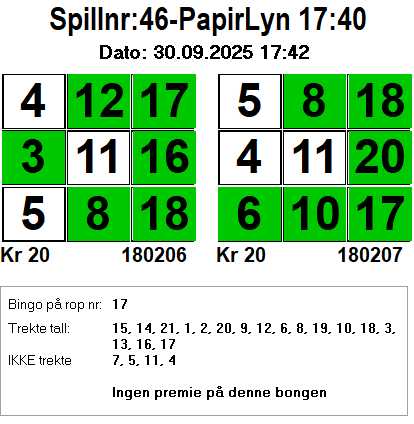 Spillnr:46-PapirLyn 17:40
Dato: 30.09.2025 17:42
4 12 17 5 8 18
3 11 16 4 11 20
5 8 18 6 10 17
Kr 20 180206 Kr 20 180207
Bingo på rop nr: 17
Trekte tall: 15, 14, 21, 1, 2, 20, 9, 12, 6, 8, 19, 10, 18, 3,
13, 16, 17
IKKE trekte 7, 5, 11, 4
Ingen premie på denne bongen